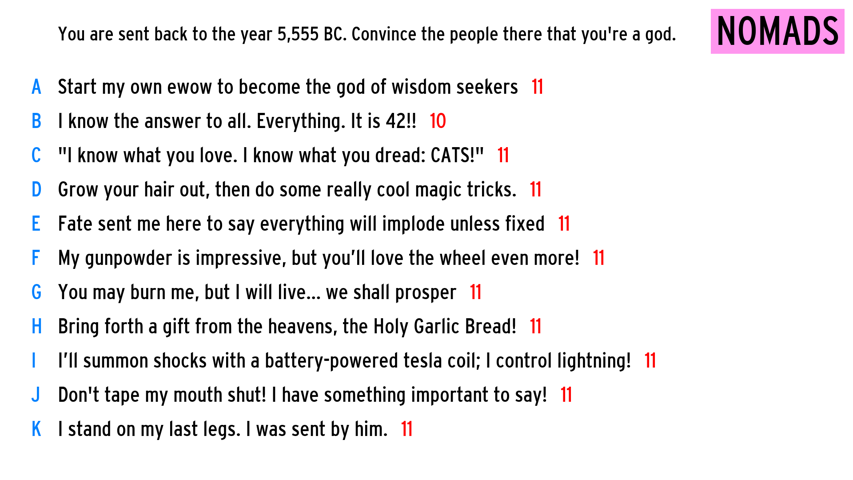 You are sent back to the year 5,555 BC. Convince the people there that you're a god.
NOMADS
A Start my own ewow to become the god of wisdom seekers 11
B I know the answer to all. Everything. It is 42!! 10
C "I know what you love. I know what you dread: CATS!" 11
D Grow your hair out, then do some really cool magic tricks. 11
E Fate sent me here to say everything will implode unless fixed 11
F My gunpowder is impressive, but you’ll love the wheel even more! 11
G You may burn me, but I will live... we shall prosper 11
H Bring forth a gift from the heavens, the Holy Garlic Bread! 11
I I’ll summon shocks with a battery-powered tesla coil; I control lightning! 11
J Don't tape my mouth shut! I have something important to say! 11
K I stand on my last legs. I was sent by him. 11